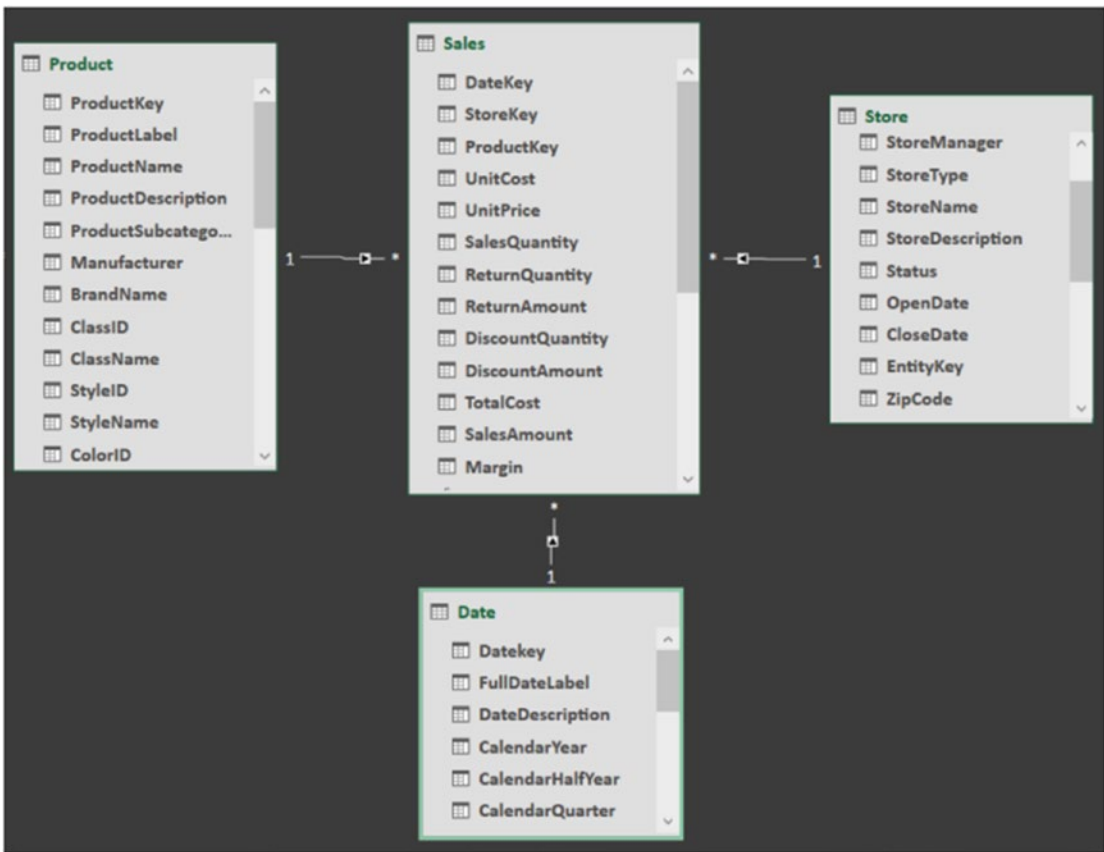 Product
ProductKey
ProductLabel
ProductName
ProductDescription
ProductSubcatego...
Manufacturer
BrandName
ClassID
ClassName
StyleID
StyleName
ColorID
1
*
Sales
DateKey
StoreKey
ProductKey
UnitCost
UnitPrice
SalesQuantity
ReturnQuantity
ReturnAmount
DiscountQuantity
DiscountAmount
TotalCost
SalesAmount
Margin
*
1
Store
StoreManager
StoreType
StoreName
StoreDescription
Status
OpenDate
CloseDate
EntityKey
ZipCode
*
1
Date
Datekey
FullDateLabel
DateDescription
CalendarYear
CalendarHalfYear
CalendarQuarter